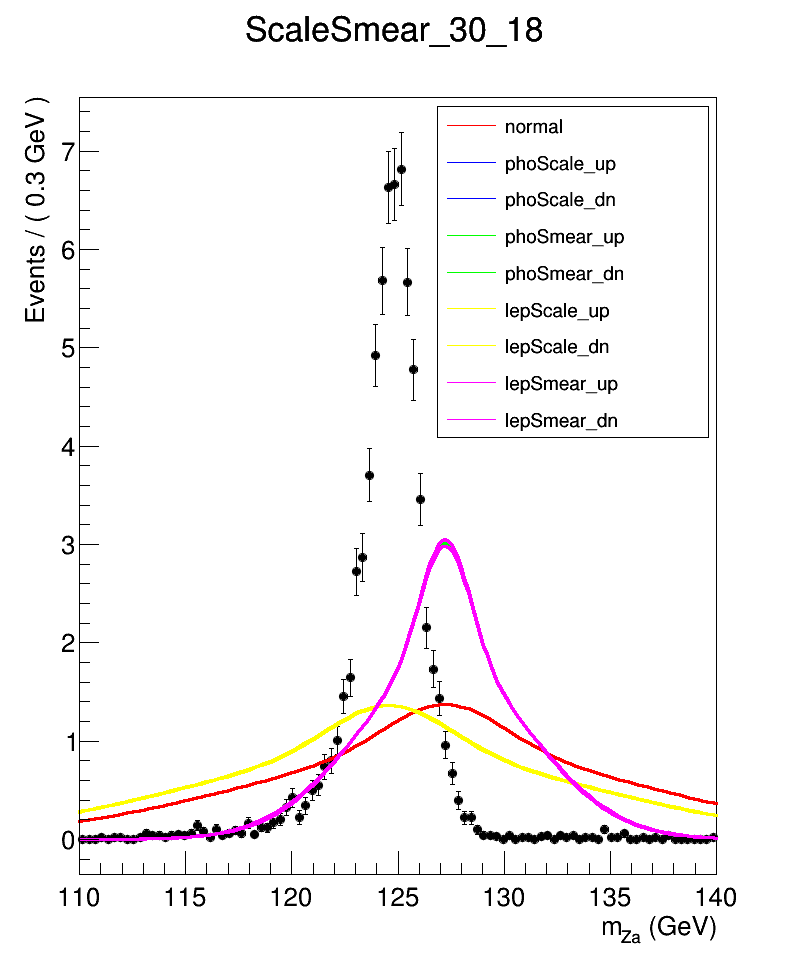 ScaleSmear_30_18
Events / ( 0.3 GeV )
7
6
5
4
3
2
1
0
normal
phoScale_up
phoScale_dn
phoSmear_up
phoSmear_dn
lepScale_up
lepScale_dn
lepSmear_up
lepSmear_dn
110 115 120 125 130 135 140
m_Za (GeV)